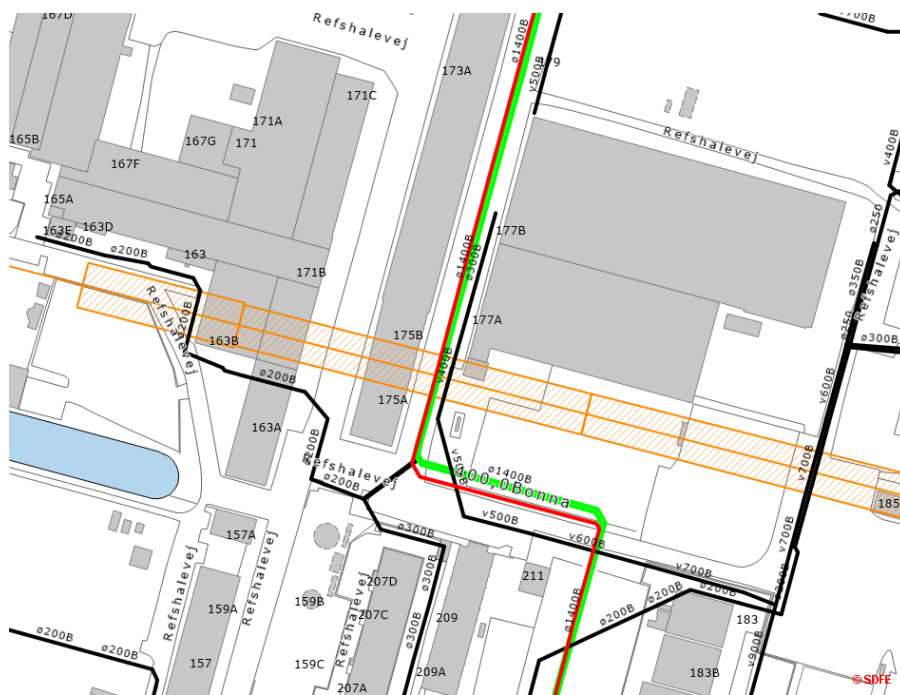 167D
Refshalevej
ø1400B
v700B
173A
v500B
79
171C
171A
165B
167G
171
167F
Refshalevej
v400B
165A
163E
163D
ø200B
ø200B
163
171B
177B
ø1400B
ø300B
ø250
Refshalevej
ø350B
Refshalevej
ø200B
163B
175B
177A
v400B
ø250
ø300B
ø200B
175A
v600B
163A
ø200B
Refshalevej
ø200B
ø1400B
400,0Bonna
v700B
185
v500B
157A
ø300B
v600B
v700B
v700B
Refshalevej
Refshalevej
159A
159B
207D
207C
Refshalevej
ø300B
209
211
ø1400B
ø200B
ø200B
ø200B
183
ø300B
v900B
ø200B
ø200B
157
159C
207A
209A
183B
© SDFE